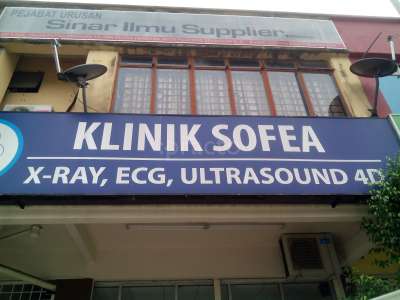 PEJABAT URUSAN
Sinar Ilmu Supplier
KLINIK SOFEA
X-RAY, ECG, ULTRASOUND 4D